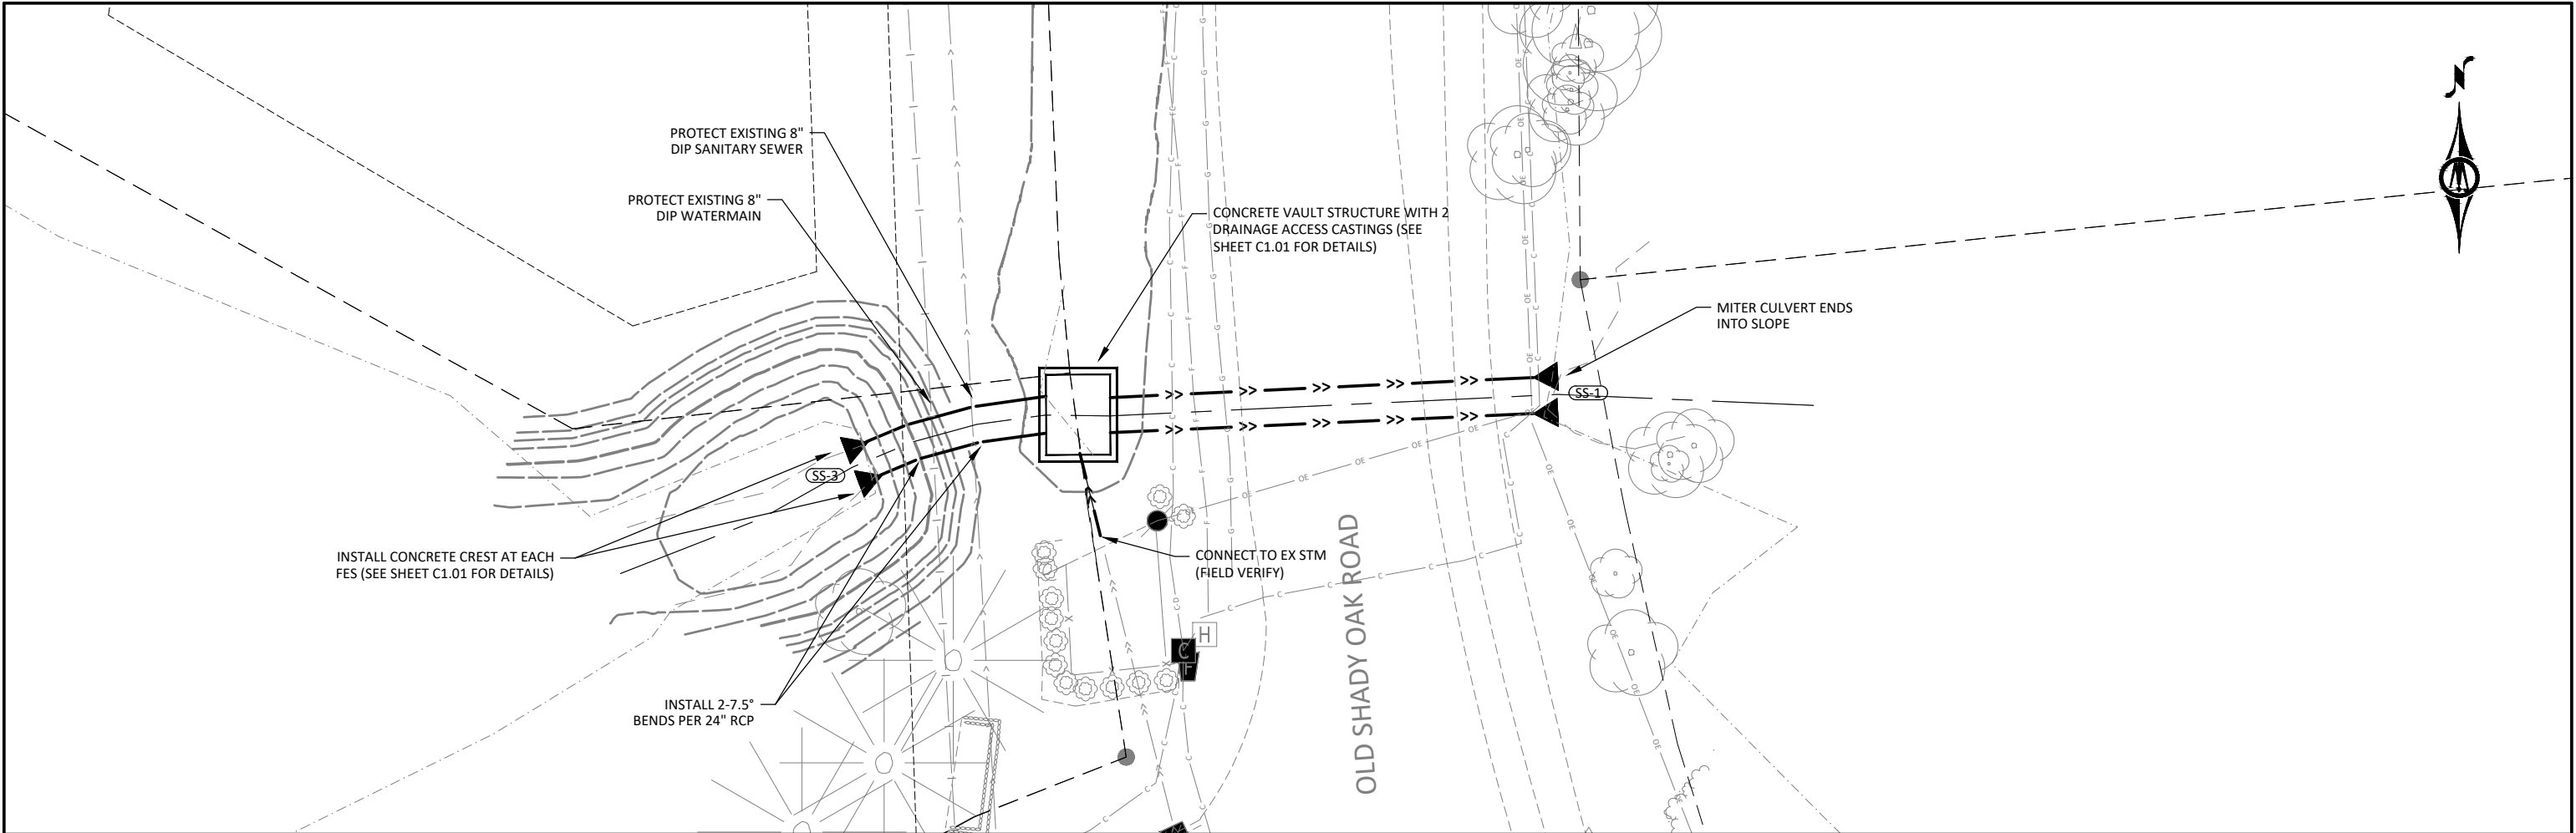 N
PROTECT EXISTING 8"
DIP SANITARY SEWER
PROTECT EXISTING 8"
DIP WATERMAIN
CONCRETE VAULT STRUCTURE WITH 2
DRAINAGE ACCESS CASTINGS (SEE
SHEET C1.01 FOR DETAILS)
MITER CULVERT ENDS
INTO SLOPE
SS-1
SS-3
INSTALL CONCRETE CREST AT EACH
FES (SEE SHEET C1.01 FOR DETAILS)
CONNECT TO EX STM
(FIELD VERIFY)
OLD SHADY OAK ROAD
H
C
F
INSTALL 2-7.5°
BENDS PER 24" RCP